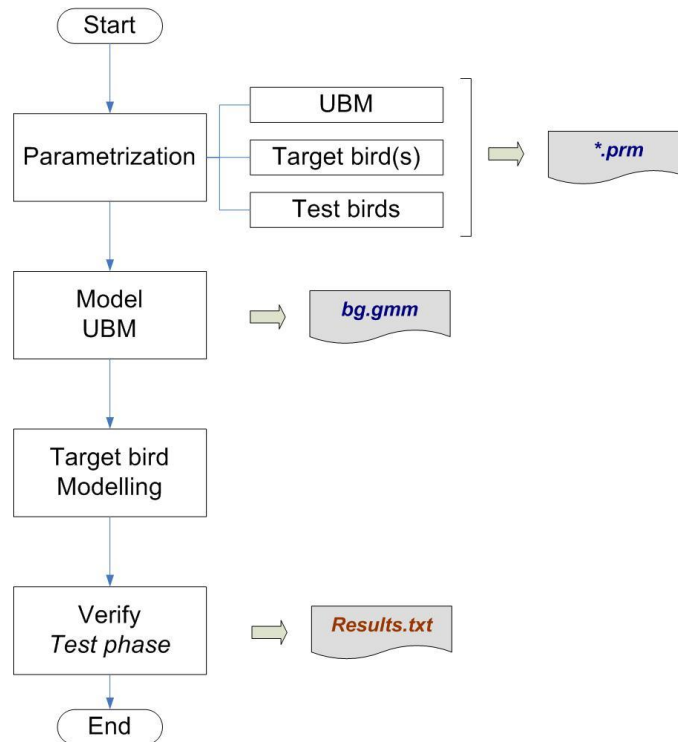 Start
Parametrization
UBM
Target bird(s)
Test birds
*.prm
Model
UBM
bg.gmm
Target bird
Modelling
Verify
Test phase
Results.txt
End